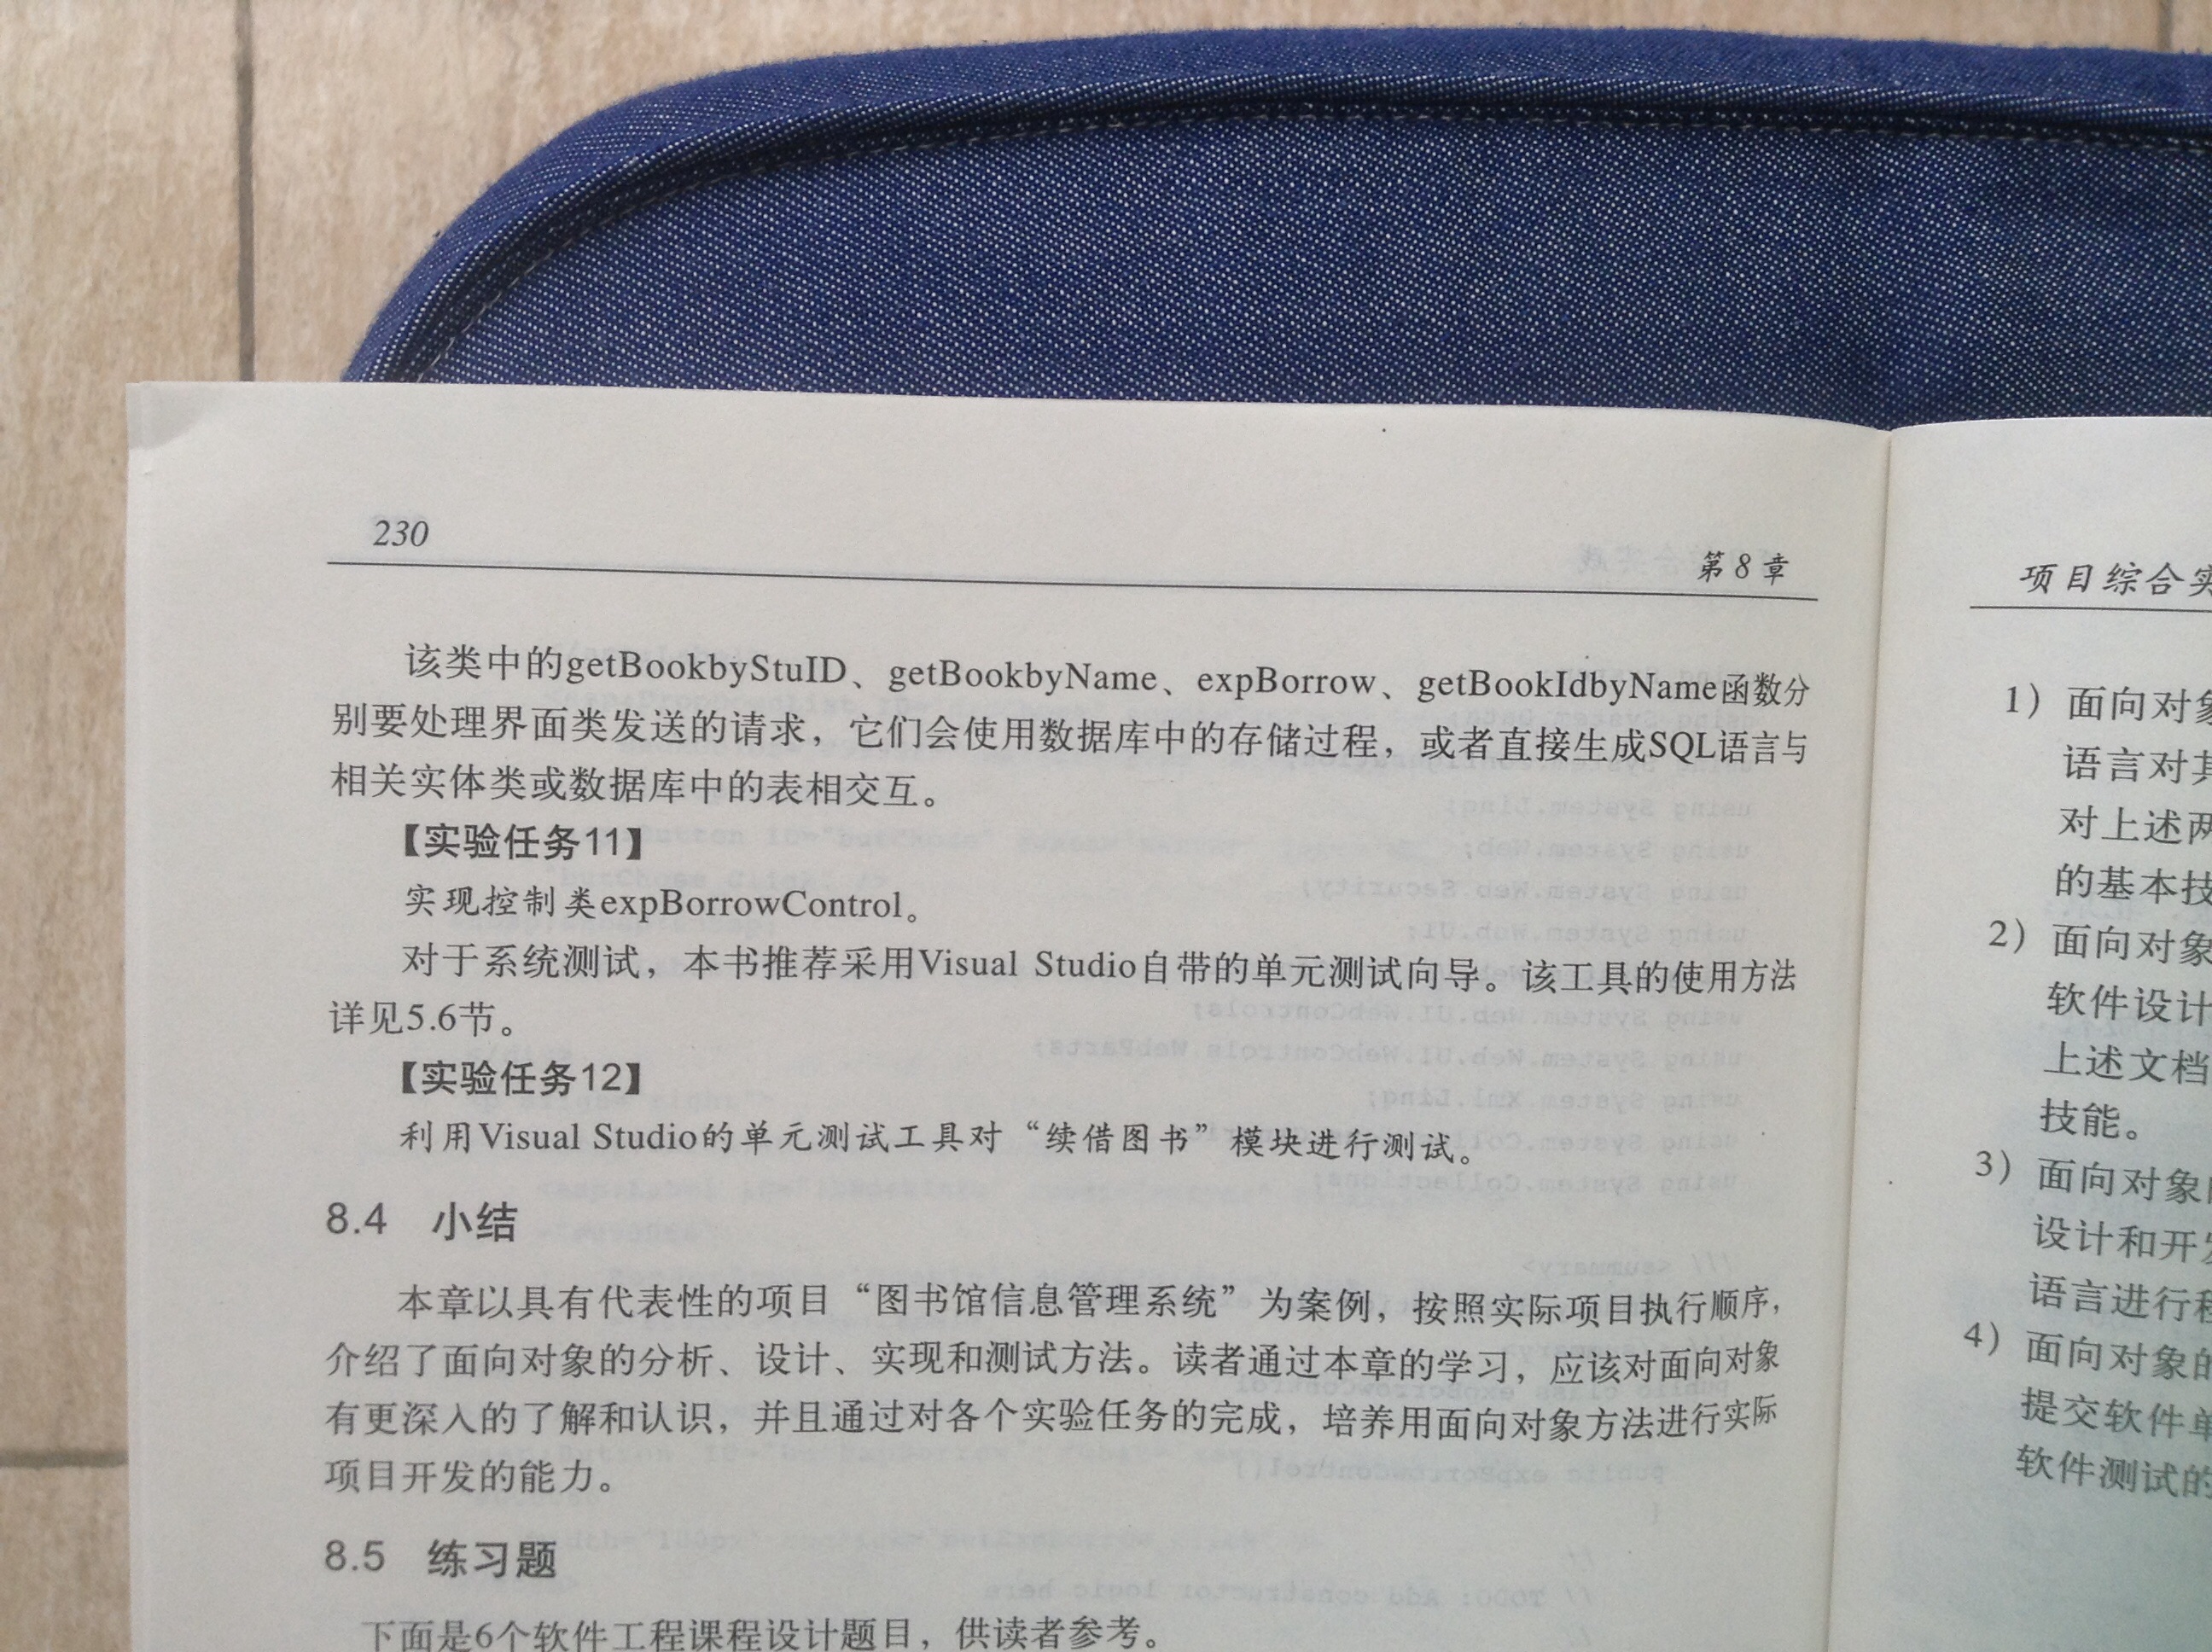 230
第8章
该类中的getBookbyStuID、getBookbyName、expBorrow、getBookIdbyName函数分
别要处理界面类发送的请求，它们会使用数据库中的存储过程，或者直接生成SQL语言与
相关实体类或数据库中的表相交互。
【实验任务11】
实现控制类expBorrowControl。
对于系统测试，本书推荐采用Visual Studio自带的单元测试向导。该工具的使用方法
详见5.6节。
【实验任务12】
利用Visual Studio的单元测试工具对“续借图书”模块进行测试。
8.4 小结
本章以具有代表性的项目“图书馆信息管理系统”为案例，按照实际项目执行顺序，
介绍了面向对象的分析、设计、实现和测试方法。读者通过本章的学习，应该对面向对象
有更深入的了解和认识，并且通过对各个实验任务的完成，培养用面向对象方法进行实际
项目开发的能力。
8.5 练习题
下面是6个软件工程课程设计题目，供读者参考。
项目综合实
1）面向对象
语言对其
对上述两
的基本技
2）面向对象
软件设计
上述文档
技能。
3）面向对象的
设计和开发
语言进行程
4）面向对象的
提交软件单
软件测试的